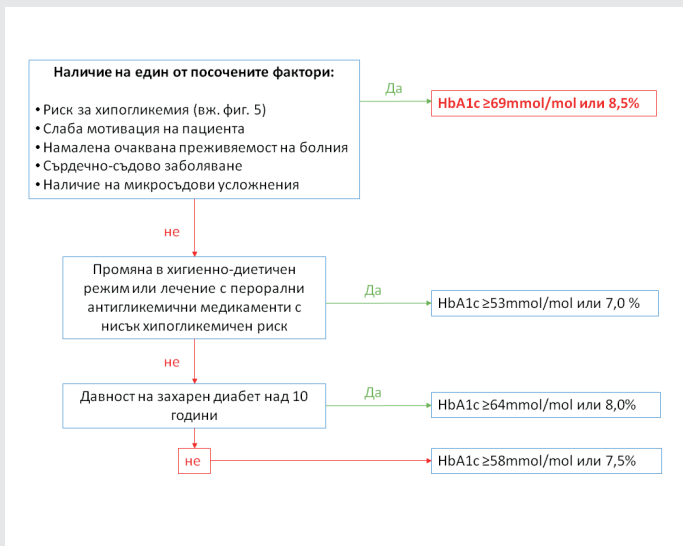 Наличие на един от посочените фактори:
• Риск за хипогликемия (вж. фиг. 5)
• Слаба мотивация на пациента
• Намалена очаквана преживяемост на болния
• Сърдечно-съдово заболяване
• Наличие на микросъдови усложнения
Да
HbA1c ≥69mmol/mol или 8,5%
не
Промяна в хигиенно-диетичен
режим или лечение с перорални
антигликемични медикаменти с
нисък хипогликемичен риск
Да
HbA1c ≥53mmol/mol или 7,0 %
не
Давност на захарен диабет над 10
години
Да
HbA1c ≥64mmol/mol или 8,0%
не
HbA1c ≥58mmol/mol или 7,5%